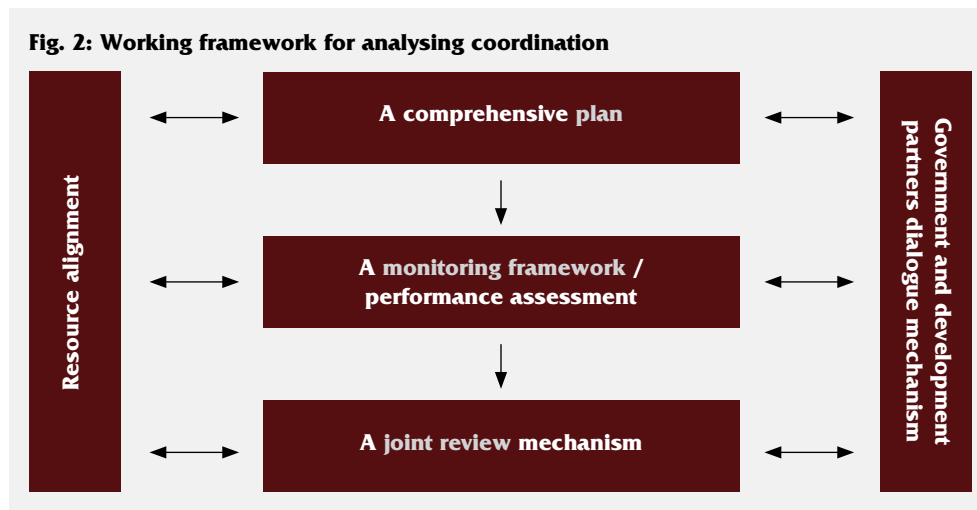 Fig. 2: Working framework for analysing coordination
Resource alignment
A comprehensive plan
A monitoring framework /
performance assessment
A joint review mechanism
Government and development
partners dialogue mechanism